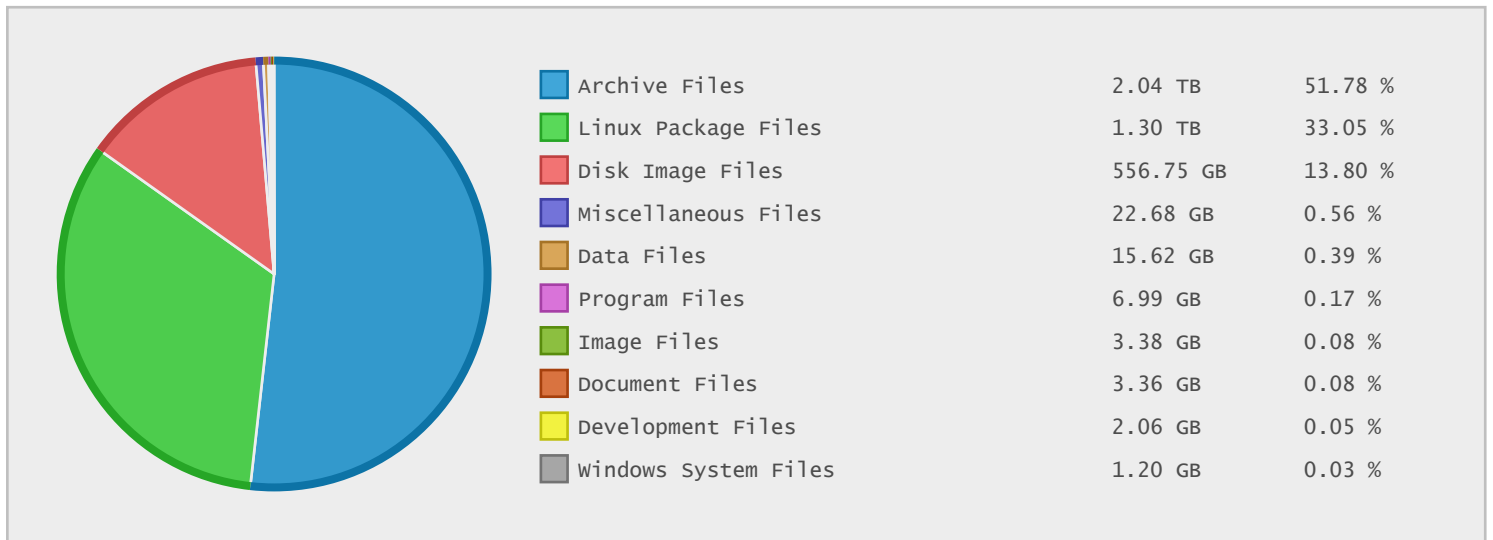 Archive Files 2.04 TB 51.78 %
Linux Package Files 1.30 TB 33.05 %
Disk Image Files 556.75 GB 13.80 %
Miscellaneous Files 22.68 GB 0.56 %
Data Files 15.62 GB 0.39 %
Program Files 6.99 GB 0.17 %
Image Files 3.38 GB 0.08 %
Document Files 3.36 GB 0.08 %
Development Files 2.06 GB 0.05 %
Windows System Files 1.20 GB 0.03 %